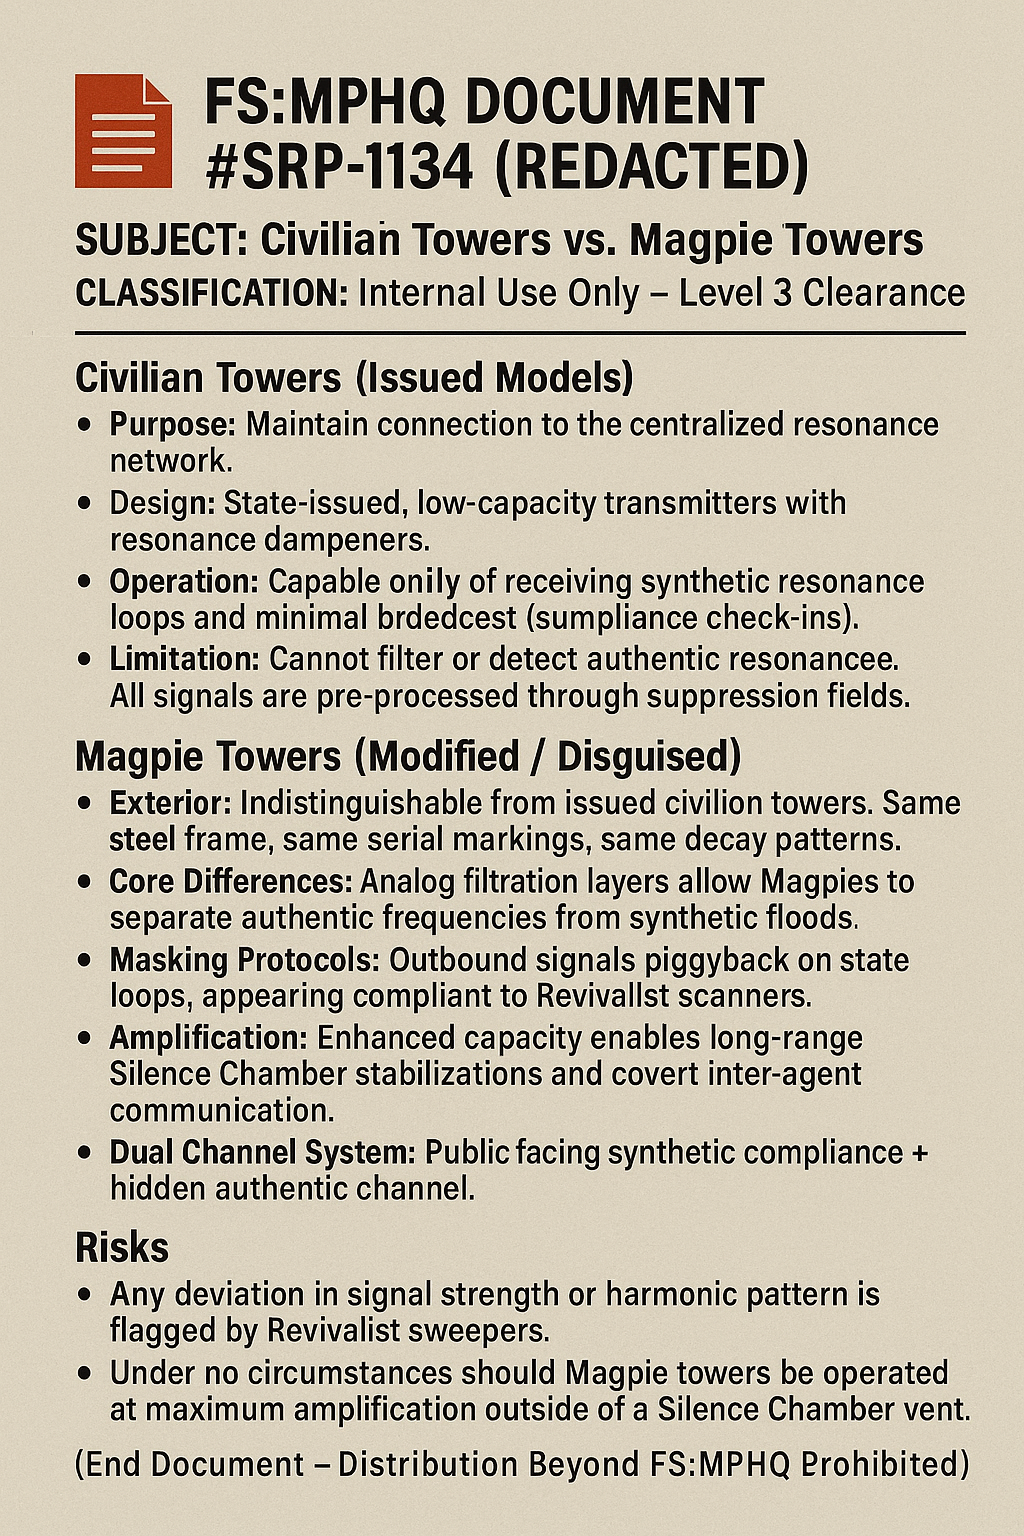 FS:MPHQ DOCUMENT
#SRP-1134 (REDACTED)
SUBJECT: Civilian Towers vs. Magpie Towers
CLASSIFICATION: Internal Use Only – Level 3 Clearance
Civilian Towers (Issued Models)
• Purpose: Maintain connection to the centralized resonance
network.
• Design: State-issued, low-capacity transmitters with
resonance dampeners.
• Operation: Capable onily of receiving synthetic resonance
loops and minimal brdedcest (sumpliance check-ins).
• Limitation: Cannot filter or detect authentic resonancee.
All signals are pre-processed through suppression fields.
Magpie Towers (Modified / Disguised)
• Exterior: Indistinguishable from issued civilion towers. Same
steel frame, same serial markings, same decay patterns.
• Core Differences: Analog filtration layers allow Magpies to
separate authentic frequencies from synthetic floods.
• Masking Protocols: Outbound signals piggyback on state
loops, appearing compliant to Revivallst scanners.
• Amplification: Enhanced capacity enables long-range
Silence Chamber stabilizations and covert inter-agent
communication.
• Dual Channel System: Public facing synthetic compliance +
hidden authentic channel.
Risks
• Any deviation in signal strength or harmonic pattern is
flagged by Revivalist sweepers.
• Under no circumstances should Magpie towers be operated
at maximum amplification outside of a Silence Chamber vent.
(End Document – Distribution Beyond FS:MPHQ Prohibited)